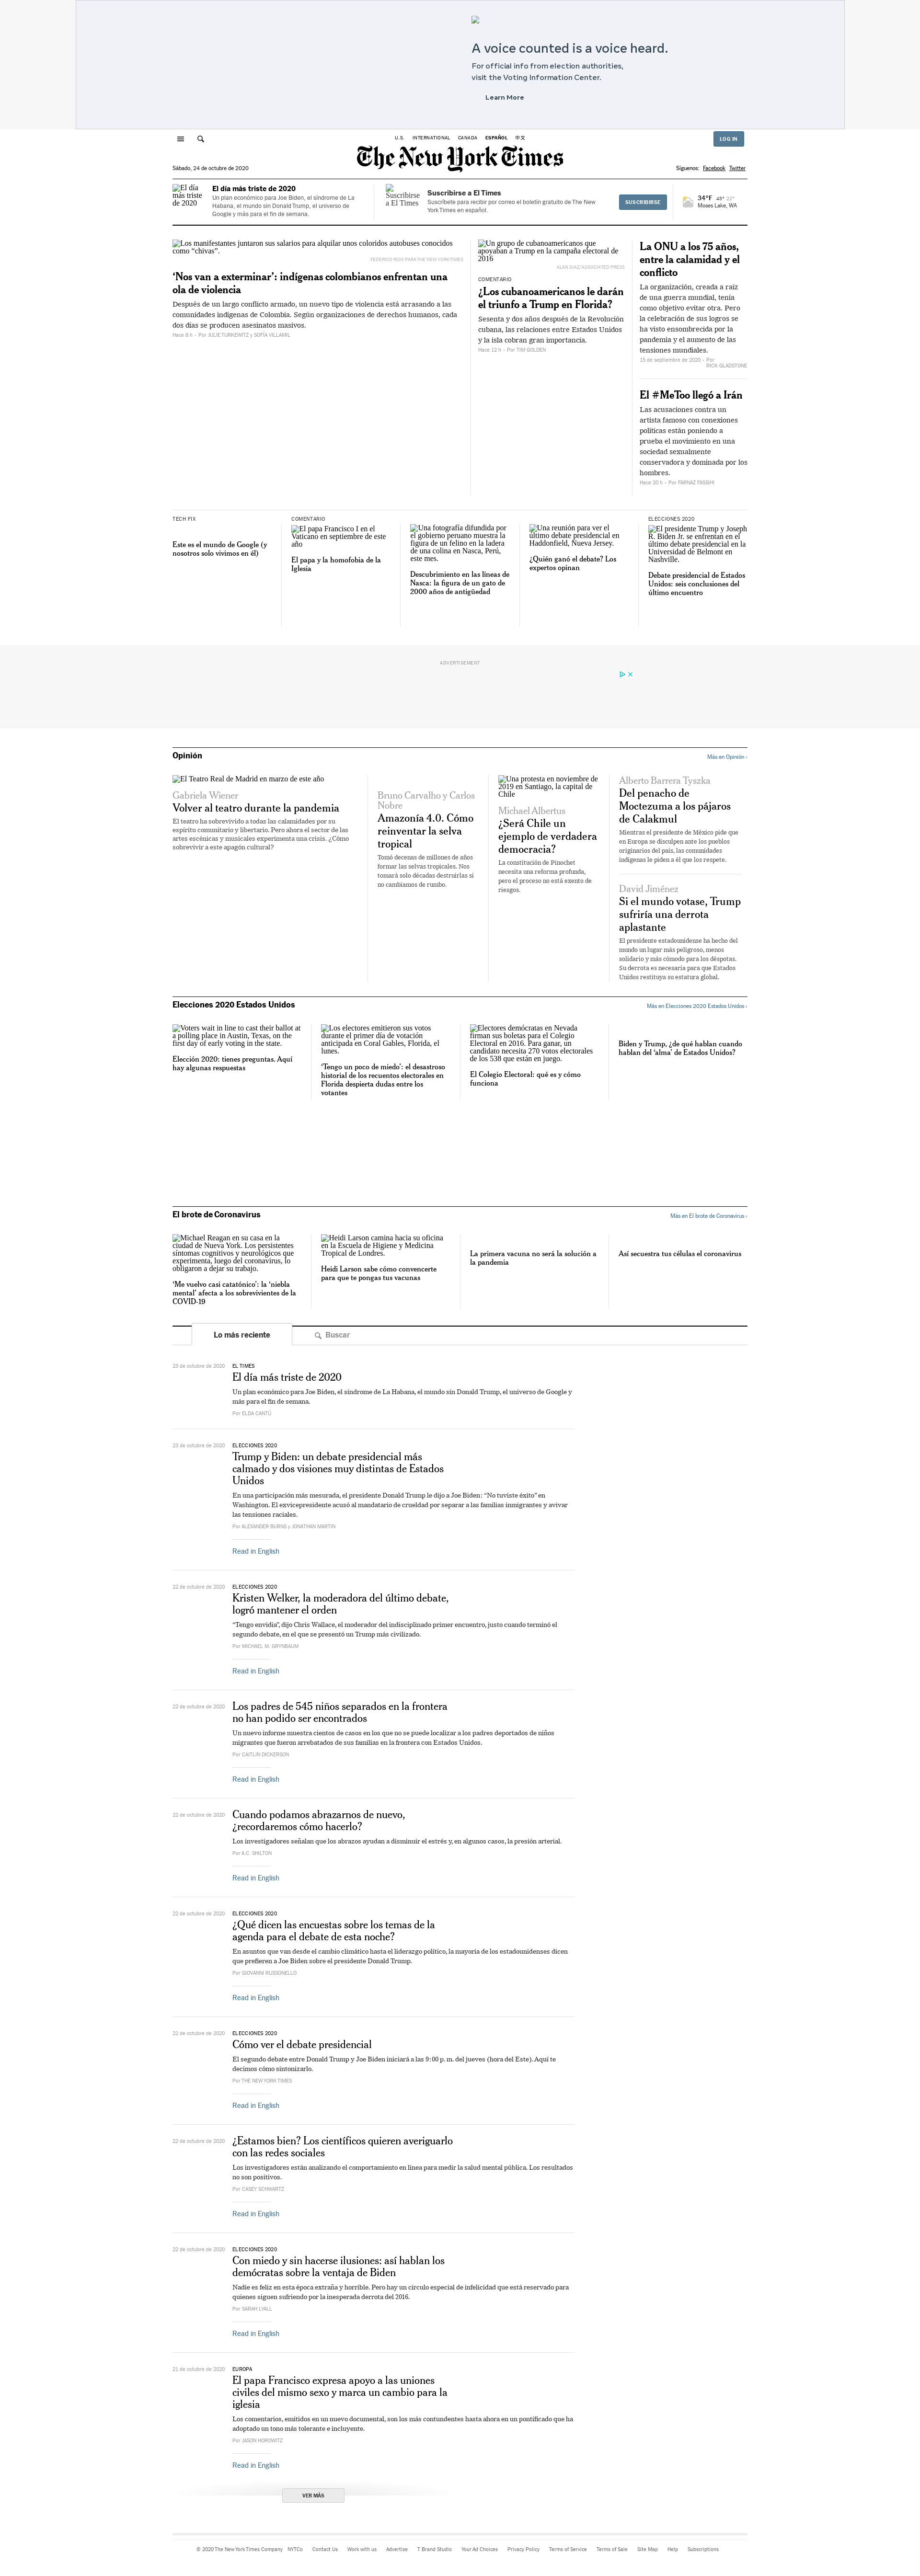 A voice counted is a voice heard.
For official info from election authorities,
visit the Voting Information Center.
Learn More
U.S.
INTERNATIONAL
CANADA
ESPAÑOL
中文
LOG IN
The New York Times
Sábado, 24 de octubre de 2020
Síguenos:
Facebook
Twitter
El día
más triste
de 2020
El día más triste de 2020
Un plan económico para Joe Biden, el síndrome de La
Habana, el mundo sin Donald Trump, el universo de
Google y más para el fin de semana.
Suscribirse
a El Times
Suscribirse a El Times
Suscríbete para recibir por correo el boletín gratuito de The New
York Times en español.
SUSCRIBIRSE
34°F 45° 22°
Moses Lake, WA
Los manifestantes juntaron sus salarios para alquilar unos coloridos autobuses conocidos
como “chivas”.
FEDERICO RIOS PARA THE NEW YORK TIMES
‘Nos van a exterminar’: indígenas colombianos enfrentan una
ola de violencia
Después de un largo conflicto armado, un nuevo tipo de violencia está arrasando a las
comunidades indígenas de Colombia. Según organizaciones de derechos humanos, cada
dos días se producen asesinatos masivos.
Hace 8 h - Por JULIE TURKEWITZ y SOFÍA VILLAMIL
Un grupo de cubanoamericanos que
apoyaban a Trump en la campaña electoral de
2016
ALAN DIAZ/ASSOCIATED PRESS
COMENTARIO
¿Los cubanoamericanos le darán
el triunfo a Trump en Florida?
Sesenta y dos años después de la Revolución
cubana, las relaciones entre Estados Unidos
y la isla cobran gran importancia.
Hace 12 h - Por TIM GOLDEN
La ONU a los 75 años,
entre la calamidad y el
conflicto
La organización, creada a raíz
de una guerra mundial, tenía
como objetivo evitar otra. Pero
la celebración de sus logros se
ha visto ensombrecida por la
pandemia y el aumento de las
tensiones mundiales.
15 de septiembre de 2020 - Por
RICK GLADSTONE
El #MeToo llegó a Irán
Las acusaciones contra un
artista famoso con conexiones
políticas están poniendo a
prueba el movimiento en una
sociedad sexualmente
conservadora y dominada por los
hombres.
Hace 20 h - Por FARNAZ FASSIHI
TECH FIX
Este es el mundo de Google (y
nosotros solo vivimos en él)
COMENTARIO
El papa Francisco I en el
Vaticano en septiembre de este
año
El papa y la homofobia de la
Iglesia
Una fotografía difundida por
el gobierno peruano muestra la
figura de un felino en la ladera
de una colina en Nasca, Perú,
este mes.
Descubrimiento en las líneas de
Nasca: la figura de un gato de
2000 años de antigüedad
Una reunión para ver el
último debate presidencial en
Haddonfield, Nueva Jersey.
¿Quién ganó el debate? Los
expertos opinan
ELECCIONES 2020
El presidente Trump y Joseph
R. Biden Jr. se enfrentan en el
último debate presidencial en la
Universidad de Belmont en
Nashville.
Debate presidencial de Estados
Unidos: seis conclusiones del
último encuentro
ADVERTISEMENT
Opinión
Más en Opinión ›
El Teatro Real de Madrid en marzo de este año
Gabriela Wiener
Volver al teatro durante la pandemia
El teatro ha sobrevivido a todas las calamidades por su
espíritu comunitario y libertario. Pero ahora el sector de las
artes escénicas y musicales experimenta una crisis. ¿Cómo
sobrevivir a este apagón cultural?
Bruno Carvalho y Carlos
Nobre
Amazonía 4.0. Cómo
reinventar la selva
tropical
Tomó decenas de millones de años
formar las selvas tropicales. Nos
tomará solo décadas destruirlas si
no cambiamos de rumbo.
Una protesta en noviembre de
2019 en Santiago, la capital de
Chile
Michael Albertus
¿Será Chile un
ejemplo de verdadera
democracia?
La constitución de Pinochet
necesita una reforma profunda,
pero el proceso no está exento de
riesgos.
Alberto Barrera Tyszka
Del penacho de
Moctezuma a los pájaros
de Calakmul
Mientras el presidente de México pide que
en Europa se disculpen ante los pueblos
originarios del país, las comunidades
indígenas le piden a él que los respete.
David Jiménez
Si el mundo votase, Trump
sufriría una derrota
aplastante
El presidente estadounidense ha hecho del
mundo un lugar más peligroso, menos
solidario y más cómodo para los déspotas.
Su derrota es necesaria para que Estados
Unidos restituya su estatura global.
Elecciones 2020 Estados Unidos
Más en Elecciones 2020 Estados Unidos ›
Voters wait in line to cast their ballot at
a polling place in Austin, Texas, on the
first day of early voting in the state.
Elección 2020: tienes preguntas. Aquí
hay algunas respuestas
Los electores emitieron sus votos
durante el primer día de votación
anticipada en Coral Gables, Florida, el
lunes.
‘Tengo un poco de miedo’: el desastroso
historial de los recuentos electorales en
Florida despierta dudas entre los
votantes
Electores demócratas en Nevada
firman sus boletas para el Colegio
Electoral en 2016. Para ganar, un
candidato necesita 270 votos electorales
de los 538 que están en juego.
El Colegio Electoral: qué es y cómo
funciona
Biden y Trump, ¿de qué hablan cuando
hablan del ‘alma’ de Estados Unidos?
El brote de Coronavirus
Más en El brote de Coronavirus ›
Michael Reagan en su casa en la
ciudad de Nueva York. Los persistentes
síntomas cognitivos y neurológicos que
experimenta, luego del coronavirus, lo
obligaron a dejar su trabajo.
‘Me vuelvo casi catatónico’: la ‘niebla
mental’ afecta a los sobrevivientes de la
COVID-19
Heidi Larson camina hacia su oficina
en la Escuela de Higiene y Medicina
Tropical de Londres.
Heidi Larson sabe cómo convencerte
para que te pongas tus vacunas
La primera vacuna no será la solución a
la pandemia
Así secuestra tus células el coronavirus
Lo más reciente
Buscar
23 de octubre de 2020
EL TIMES
El día más triste de 2020
Un plan económico para Joe Biden, el síndrome de La Habana, el mundo sin Donald Trump, el universo de Google y
más para el fin de semana.
Por ELDA CANTÚ
23 de octubre de 2020
ELECCIONES 2020
Trump y Biden: un debate presidencial más
calmado y dos visiones muy distintas de Estados
Unidos
En una participación más mesurada, el presidente Donald Trump le dijo a Joe Biden: “No tuviste éxito” en
Washington. El exvicepresidente acusó al mandatario de crueldad por separar a las familias inmigrantes y avivar
las tensiones raciales.
Por ALEXANDER BURNS y JONATHAN MARTIN
Read in English
22 de octubre de 2020
ELECCIONES 2020
Kristen Welker, la moderadora del último debate,
logró mantener el orden
“Tengo envidia”, dijo Chris Wallace, el moderador del indisciplinado primer encuentro, justo cuando terminó el
segundo debate, en el que se presentó un Trump más civilizado.
Por MICHAEL M. GRYNBAUM
Read in English
22 de octubre de 2020
Los padres de 545 niños separados en la frontera
no han podido ser encontrados
Un nuevo informe muestra cientos de casos en los que no se puede localizar a los padres deportados de niños
migrantes que fueron arrebatados de sus familias en la frontera con Estados Unidos.
Por CAITLIN DICKERSON
Read in English
22 de octubre de 2020
Cuando podamos abrazarnos de nuevo,
¿recordaremos cómo hacerlo?
Los investigadores señalan que los abrazos ayudan a disminuir el estrés y, en algunos casos, la presión arterial.
Por A.C. SHILTON
Read in English
22 de octubre de 2020
ELECCIONES 2020
¿Qué dicen las encuestas sobre los temas de la
agenda para el debate de esta noche?
En asuntos que van desde el cambio climático hasta el liderazgo político, la mayoría de los estadounidenses dicen
que prefieren a Joe Biden sobre el presidente Donald Trump.
Por GIOVANNI RUSSONELLO
Read in English
22 de octubre de 2020
ELECCIONES 2020
Cómo ver el debate presidencial
El segundo debate entre Donald Trump y Joe Biden iniciará a las 9:00 p. m. del jueves (hora del Este). Aquí te
decimos cómo sintonizarlo.
Por THE NEW YORK TIMES
Read in English
22 de octubre de 2020
¿Estamos bien? Los científicos quieren averiguarlo
con las redes sociales
Los investigadores están analizando el comportamiento en línea para medir la salud mental pública. Los resultados
no son positivos.
Por CASEY SCHWARTZ
Read in English
22 de octubre de 2020
ELECCIONES 2020
Con miedo y sin hacerse ilusiones: así hablan los
demócratas sobre la ventaja de Biden
Nadie es feliz en esta época extraña y horrible. Pero hay un círculo especial de infelicidad que está reservado para
quienes siguen sufriendo por la inesperada derrota del 2016.
Por SARAH LYALL
Read in English
21 de octubre de 2020
EUROPA
El papa Francisco expresa apoyo a las uniones
civiles del mismo sexo y marca un cambio para la
iglesia
Los comentarios, emitidos en un nuevo documental, son los más contundentes hasta ahora en un pontificado que ha
adoptado un tono más tolerante e incluyente.
Por JASON HOROWITZ
Read in English
VER MÁS
© 2020 The New York Times Company
NYTCo
Contact Us
Work with us
Advertise
T Brand Studio
Your Ad Choices
Privacy Policy
Terms of Service
Terms of Sale
Site Map
Help
Subscriptions